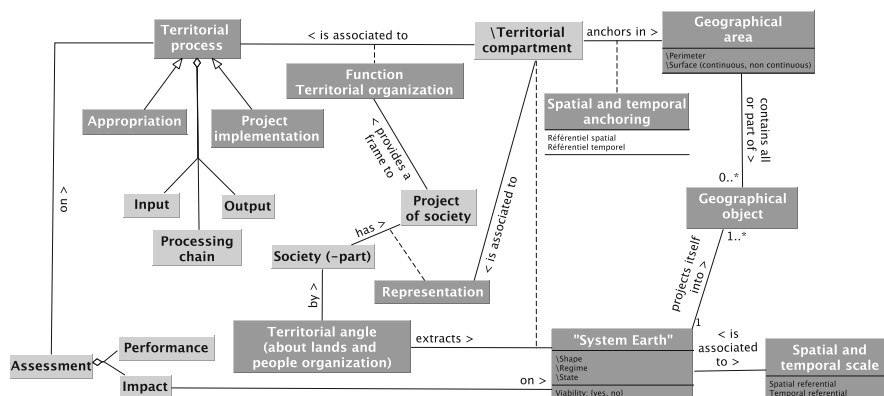 Territorial
process
< is associated to
\Territorial
compartment
anchors in >
Geographical
area
\Perimeter
\Surface (continuous, non continuous)
Function
Territorial organization
Appropriation
Project
implementation
Spatial and temporal
anchoring
Référentiel spatial
Référentiel temporel
contains all
or part of >
< provides a
frame to
0..*
Geographical
object
1..*
on >
Input
Output
Processing
chain
Project
of society
has >
Society (-part)
< is associated to
Representation
by >
projects itself
into >
1
Territorial angle
(about lands and
people organization)
extracts >
"System Earth"
\Shape
\Regime
\State
Viability: (yes, no)
< is
associated
to >
Spatial and
temporal scale
Spatial referential
Temporal referential
Assessment
Performance
Impact
on >